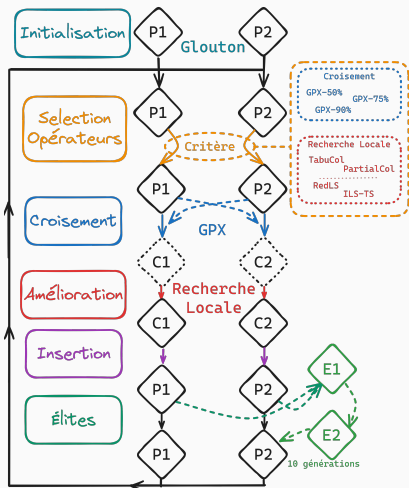 Initialisation
P1
P2
Glouton
Selection
Opérateurs
P1
P2
Critère
Croisement
GPX-50%
GPX-75%
GPX-90%
Recherche Locale
TabuCol
PartialCol
RedLS
ILS-TS
Croisement
P1
P2
GPX
C1
C2
Amélioration
Recherche
Locale
C1
C2
Insertion
P1
P2
E1
Élites
E2
P1
P2
10 générations